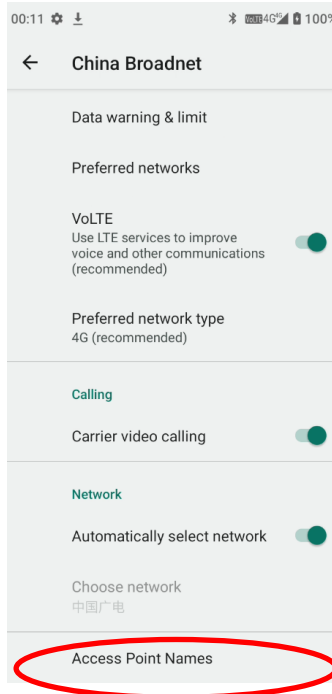 00:11 4G 100%
China Broadnet
Data warning & limit
Preferred networks
VoLTE
Use LTE services to improve
voice and other communications
(recommended)
Preferred network type
4G (recommended)
Calling
Carrier video calling
Network
Automatically select network
Choose network
中国广电
Access Point Names